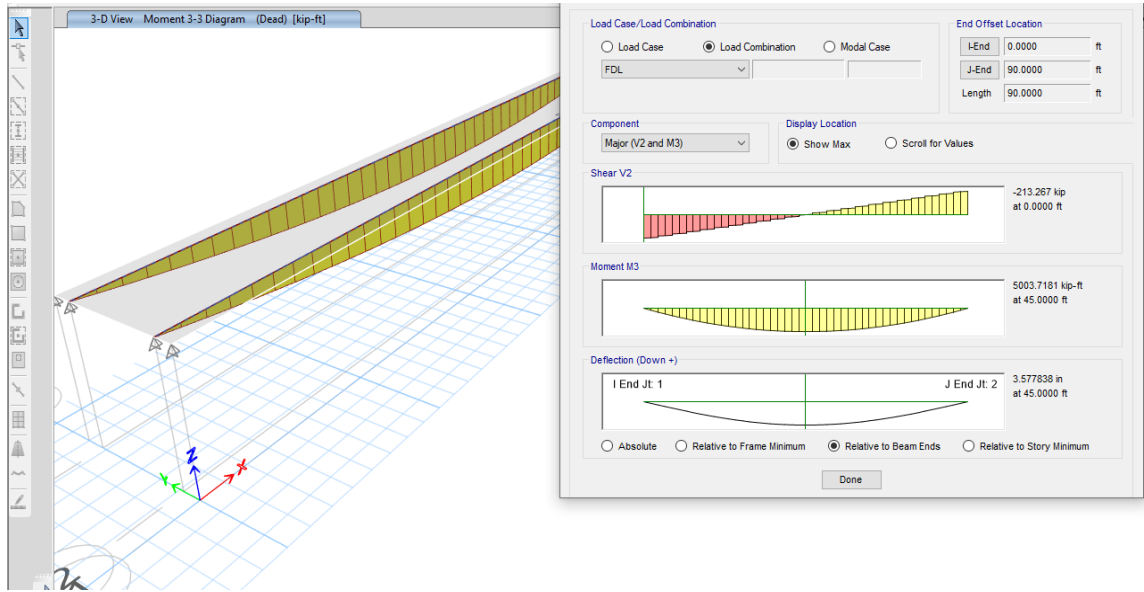 3-D View   Moment 3-3 Diagram   (Dead)  [kip-ft]
X
Y
Z
Load Case/Load Combination
Load Case   Load Combination   Modal Case
FDL
End Offset Location
I-End   0.0000   ft
J-End   90.0000   ft
Length   90.0000   ft
Component
Major (V2 and M3)
Display Location
Show Max   Scroll for Values
Shear V2
-213.267 kip
at 0.0000 ft
Moment M3
5003.7181 kip-ft
at 45.0000 ft
Deflection (Down +)
I End Jt: 1   J End Jt: 2
3.577838 in
at 45.0000 ft
Absolute   Relative to Frame Minimum   Relative to Beam Ends   Relative to Story Minimum
Done